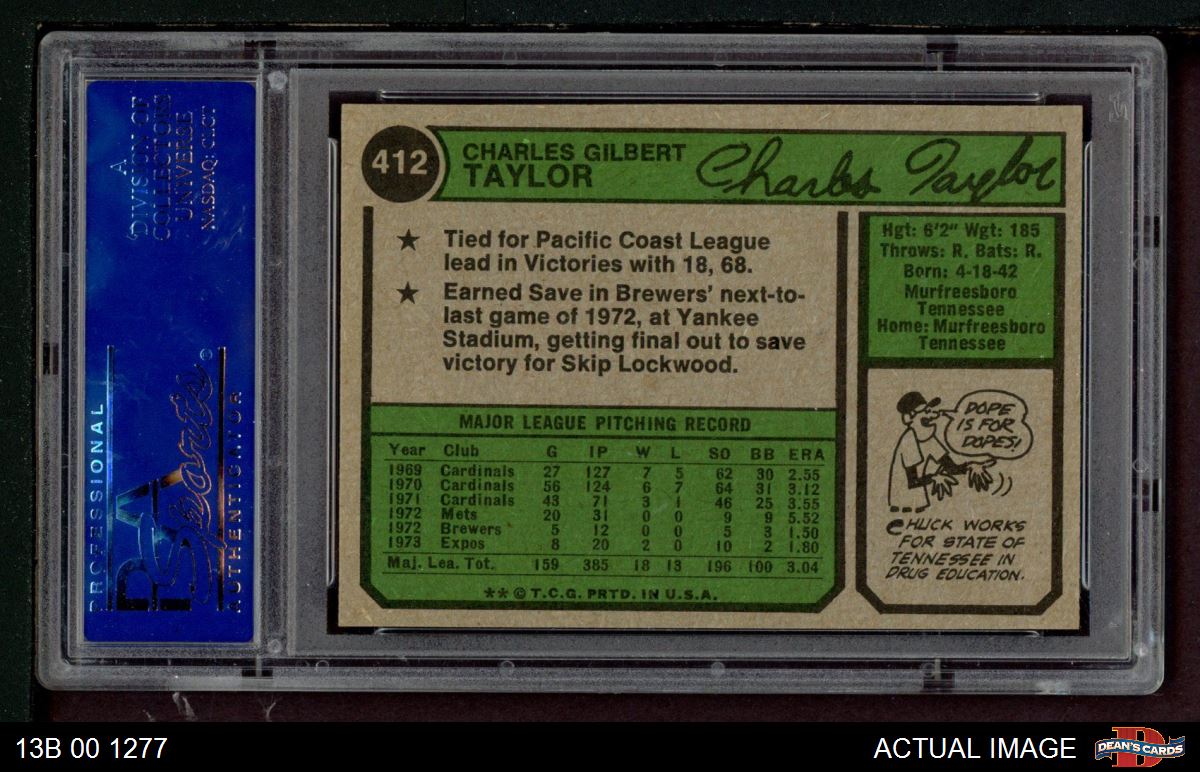 A
DIVISION OF
COLLECTORS
UNIVERSE
NASDAQ: CLCT
PROFESSIONAL
PSA
Sports
AUTHENTICATOR
412
CHARLES GILBERT
TAYLOR
Charles Taylor
★ Tied for Pacific Coast League
lead in Victories with 18, 68.
★ Earned Save in Brewers' next-to-
last game of 1972, at Yankee
Stadium, getting final out to save
victory for Skip Lockwood.
Hgt: 6'2" Wgt: 185
Throws: R. Bats: R.
Born: 4-18-42
Murfreesboro
Tennessee
Home: Murfreesboro
Tennessee
MAJOR LEAGUE PITCHING RECORD
Year Club G IP W L SO BB ERA
1969 Cardinals 27 127 7 5 62 30 2.55
1970 Cardinals 56 124 6 7 64 31 3.12
1971 Cardinals 43 71 3 1 46 25 3.55
1972 Mets 20 31 0 0 9 9 5.52
1972 Brewers 5 12 0 0 5 3 1.50
1973 Expos 8 20 2 0 10 2 1.80
Maj. Lea. Tot. 159 385 18 13 196 100 3.04
** © T.C.G. PRTD. IN U.S.A.
DOPE
IS FOR
DOPES!
CHUCK WORKS
FOR STATE OF
TENNESSEE IN
DRUG EDUCATION.
13B 00 1277
ACTUAL IMAGE
D
DEAN'S CARDS